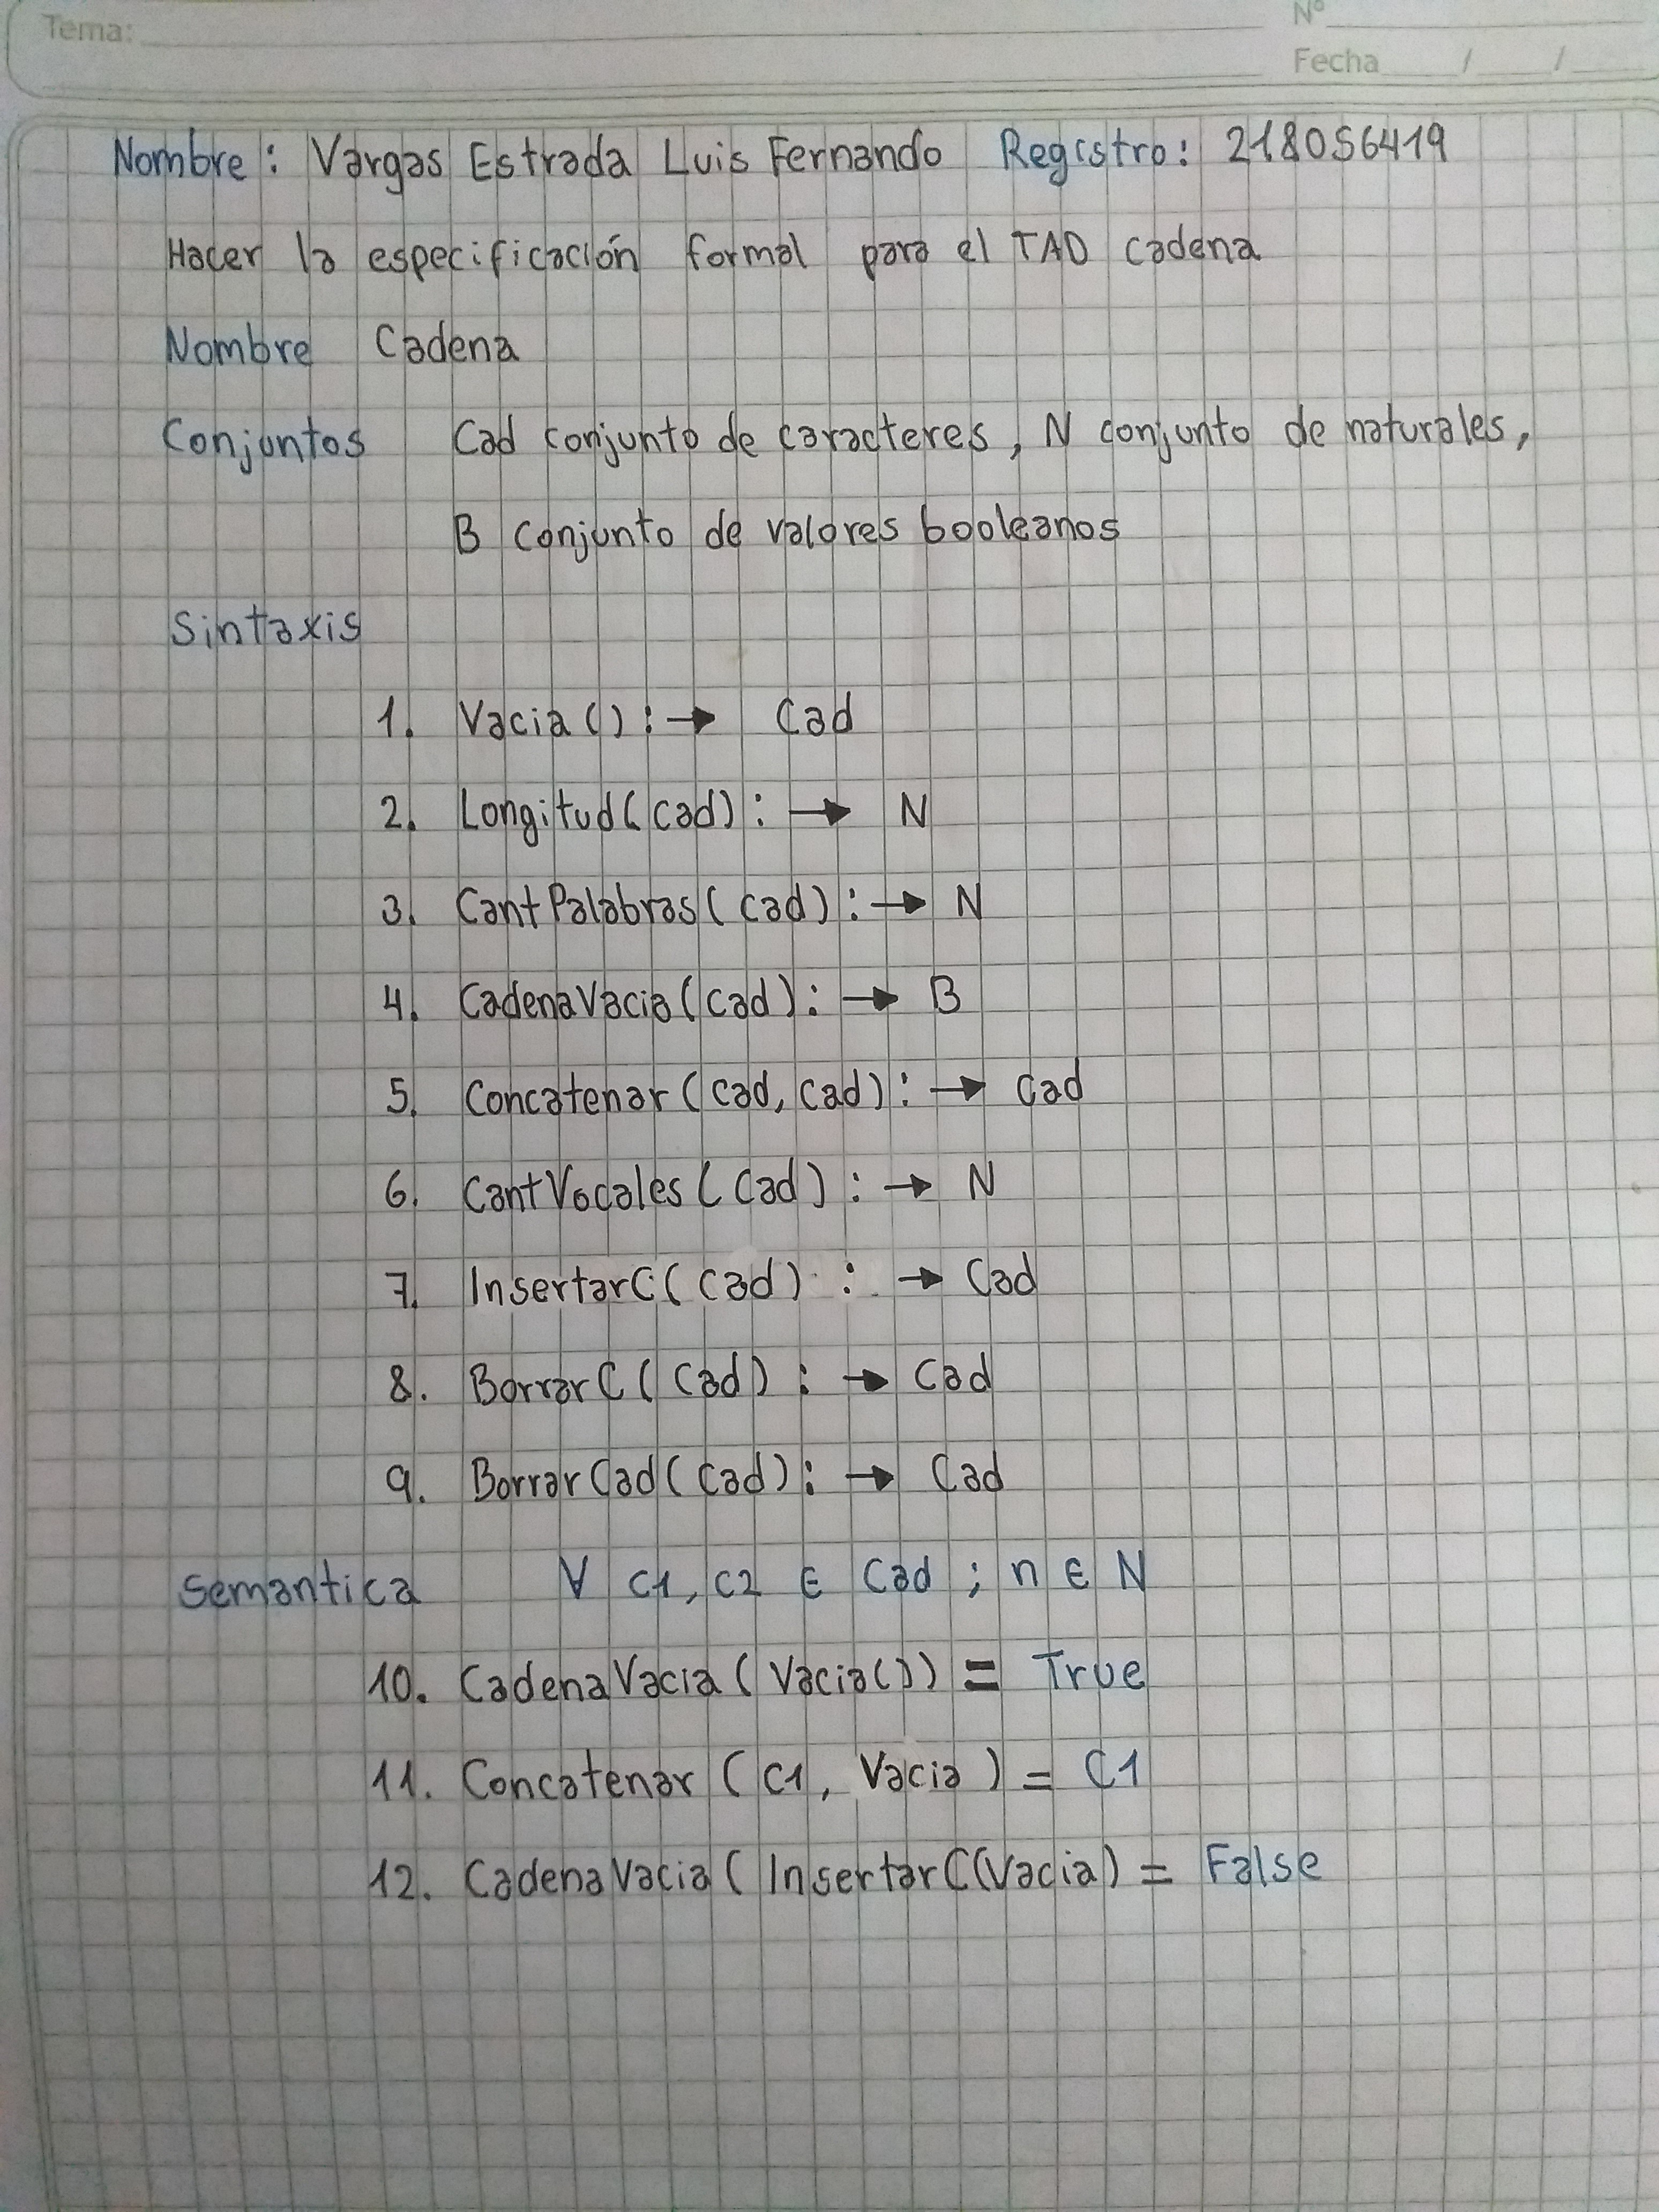 Tema:
Nº
Fecha / /
Nombre: Vargas Estrada Luis Fernando Registro: 218056419
Hacer la especificación formal para el TAD cadena
Nombre Cadena
Conjuntos Cad conjunto de caracteres, N conjunto de naturales,
B conjunto de valores booleanos
Sintaxis
1. Vacia(): → Cad
2. Longitud(Cad): → N
3. CantPalabras(Cad): → N
4. CadenaVacia(Cad): → B
5. Concatenar(Cad, Cad): → Cad
6. CantVocales(Cad): → N
7. InsertarC(Cad) : → Cad
8. BorrarC(Cad) : → Cad
9. BorrarCad(Cad): → Cad
Semantica ∀ C1, C2 ∈ Cad ; n ∈ N
10. CadenaVacia(Vacia()) = True
11. Concatenar(C1, Vacia) = C1
12. CadenaVacia(InsertarC(Vacia) = False